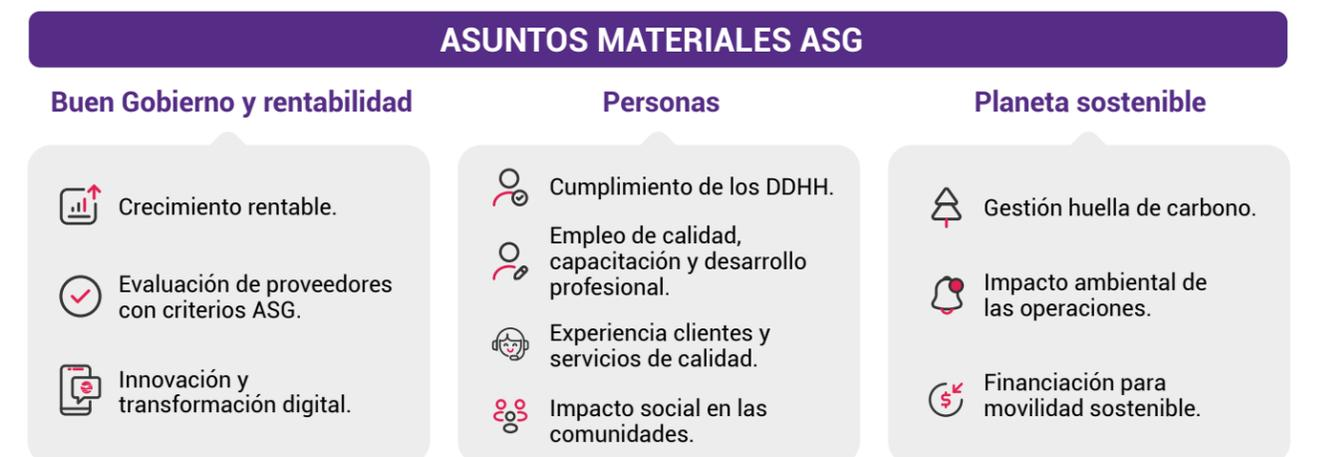 ASUNTOS MATERIALES ASG
Buen Gobierno y rentabilidad
Crecimiento rentable.
Evaluación de proveedores
con criterios ASG.
Innovación y
transformación digital.
Personas
Cumplimiento de los DDHH.
Empleo de calidad,
capacitación y desarrollo
profesional.
Experiencia clientes y
servicios de calidad.
Impacto social en las
comunidades.
Planeta sostenible
Gestión huella de carbono.
Impacto ambiental de
las operaciones.
Financiación para
movilidad sostenible.